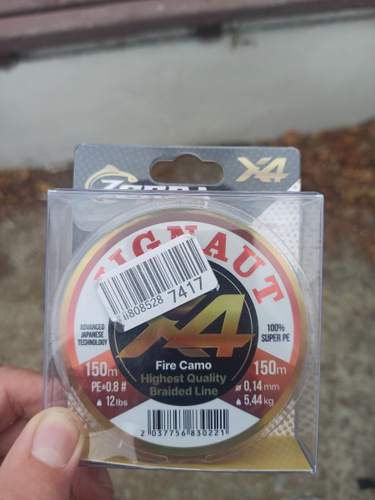 X4
IGNAUT
808528 7417
X4
ADVANCED
JAPANESE
TECHNOLOGY
100%
SUPER PE
150m
PE#0.8 #
12 lbs
150m
ø 0,14 mm
5,44 kg
Fire Camo
Highest Quality
Braided Line
2 037756 830221